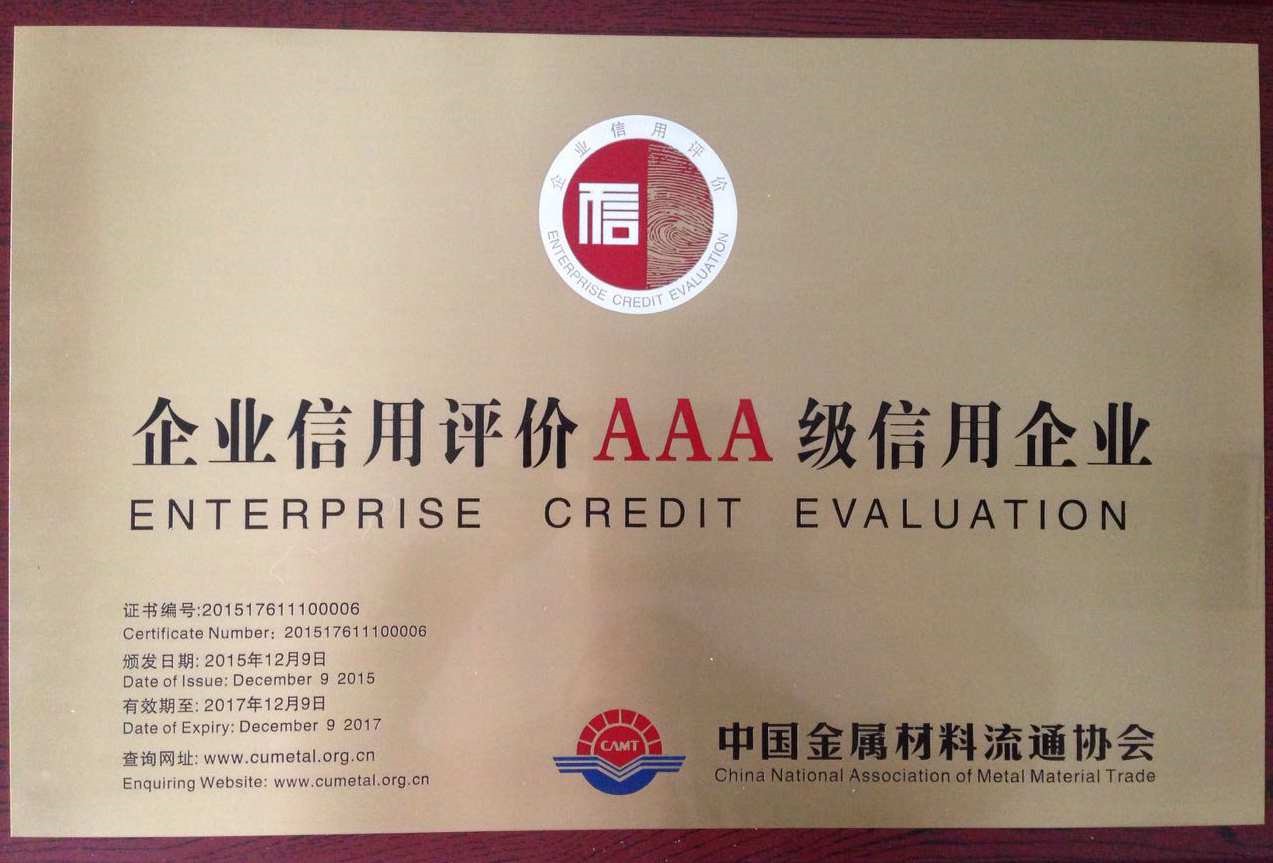 企业信用评价
信
ENTERPRISE CREDIT EVALUATION
企业信用评价AAA级信用企业
ENTERPRISE CREDIT EVALUATION
证书编号:201517611100006
Certificate Number: 201517611100006
颁发日期: 2015年12月9日
Date of Issue: December 9 2015
有效期至: 2017年12月9日
Date of Expiry: December 9 2017
查询网址: www.cumetal.org.cn
Enquiring Website: www.cumetal.org.cn
CAMT
中国金属材料流通协会
China National Association of Metal Material Trade